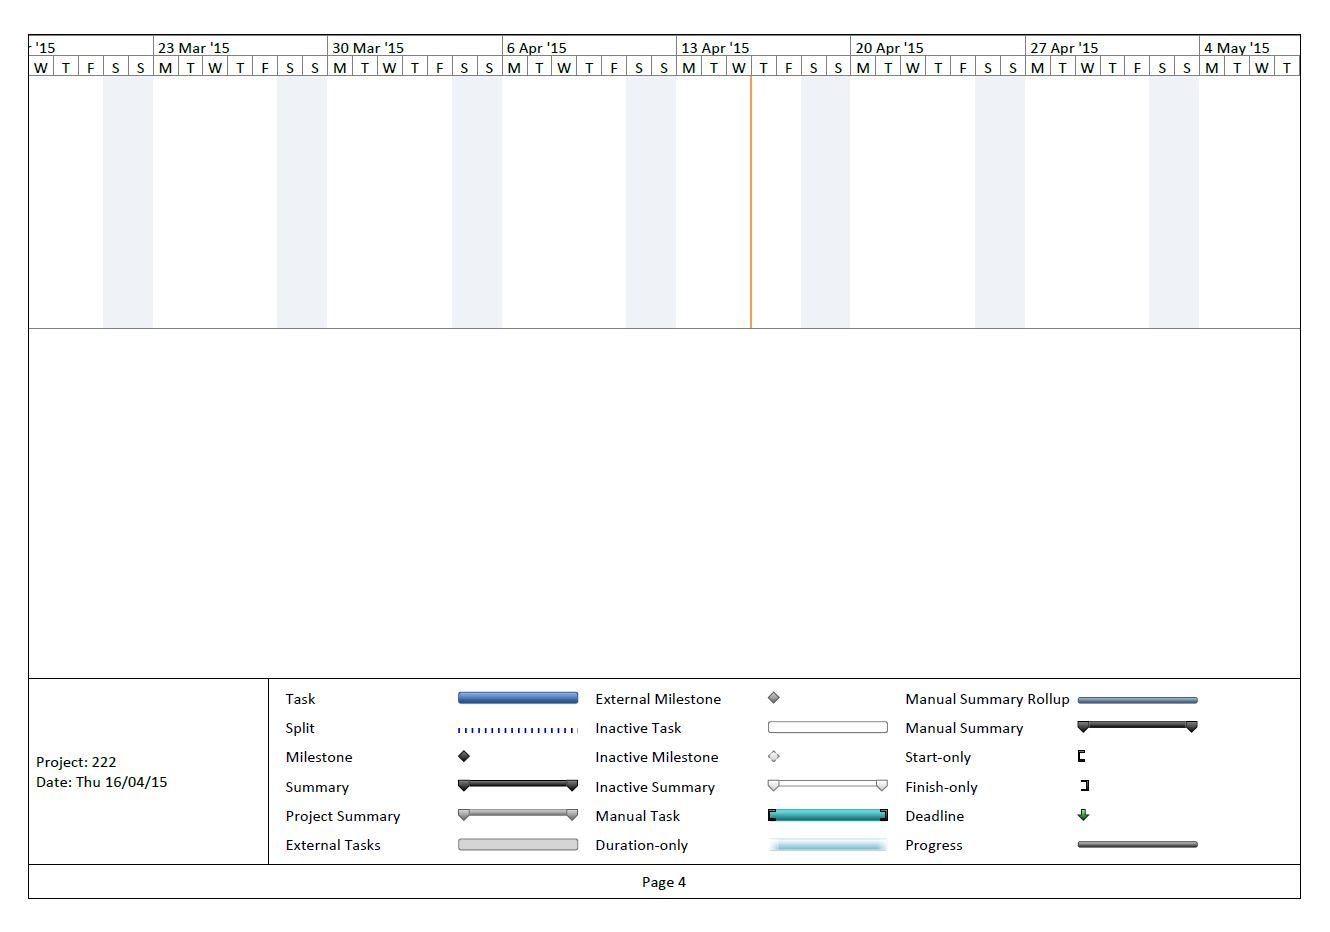 '15 23 Mar '15 30 Mar '15 6 Apr '15 13 Apr '15 20 Apr '15 27 Apr '15 4 May '15
W T F S S M T W T F S S M T W T F S S M T W T F S S M T W T F S S M T W T F S S M T W T F S S M T W T
Task External Milestone Manual Summary Rollup
Split Inactive Task Manual Summary
Milestone Inactive Milestone Start-only
Project: 222
Date: Thu 16/04/15
Summary Inactive Summary Finish-only
Project Summary Manual Task Deadline
External Tasks Duration-only Progress
Page 4